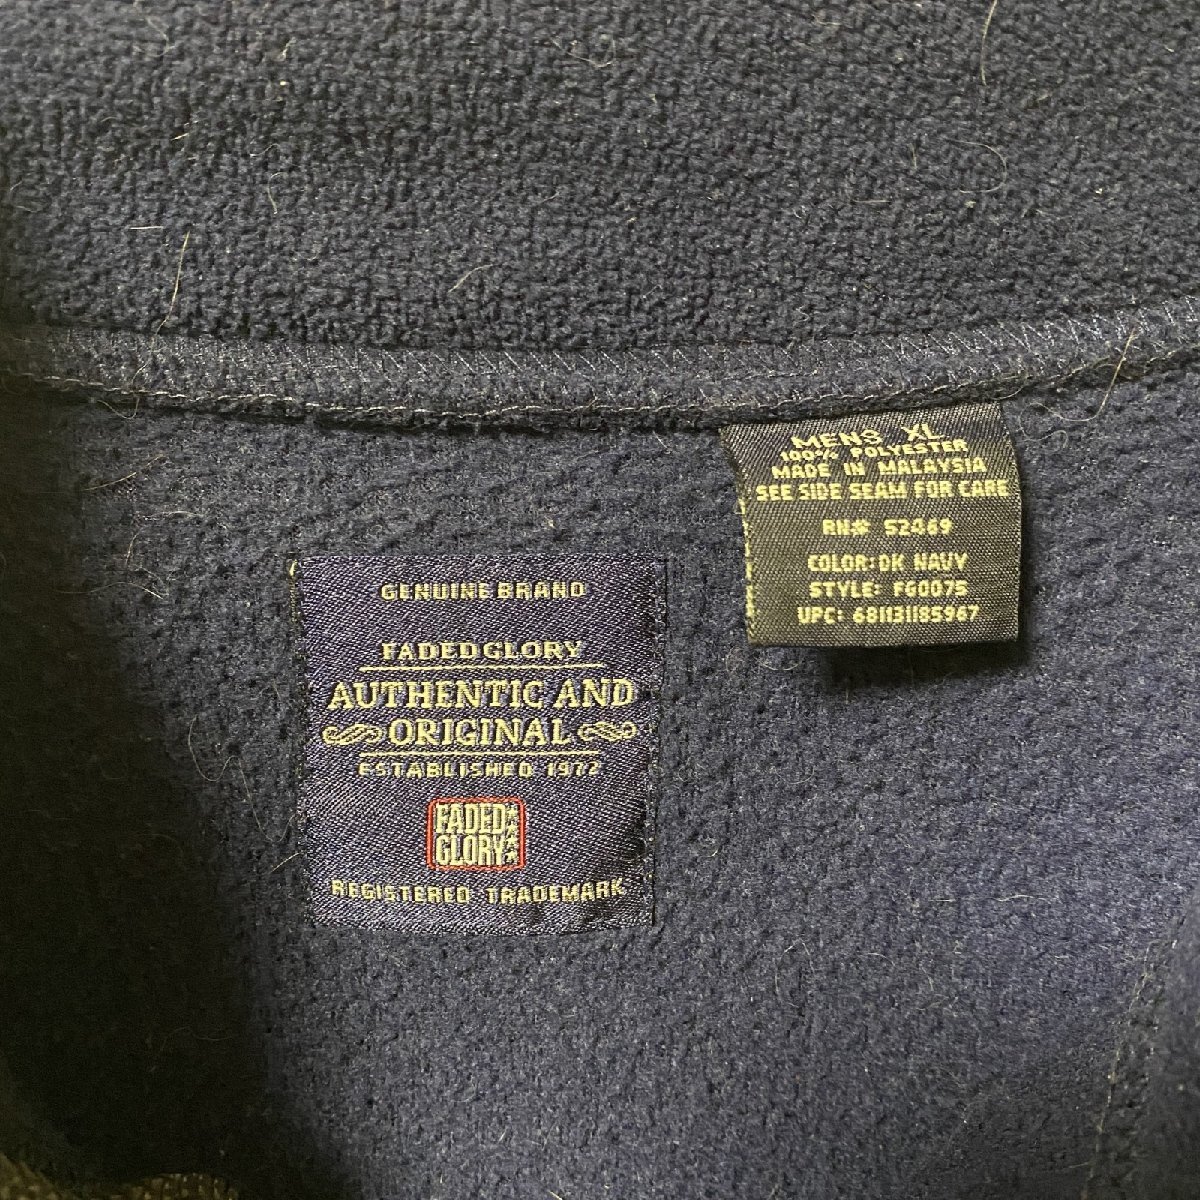 MENS XL
100% POLYESTER
MADE IN MALAYSIA
SEE SIDE SEAM FOR CARE
RN# 52469
COLOR: DK NAVY
STYLE: FG0075
UPC: 681131185967
GENUINE BRAND
FADED GLORY
AUTHENTIC AND
ORIGINAL
ESTABLISHED 1972
FADED
GLORY
REGISTERED TRADEMARK